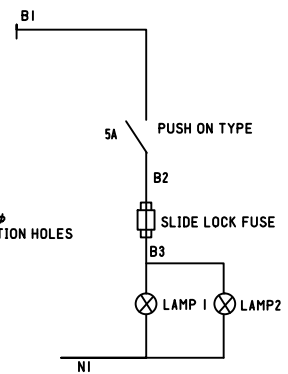 B1
PUSH ON TYPE
5A
B2
φ
SLIDE LOCK FUSE
TION HOLES
B3
LAMP 1
LAMP2
N1